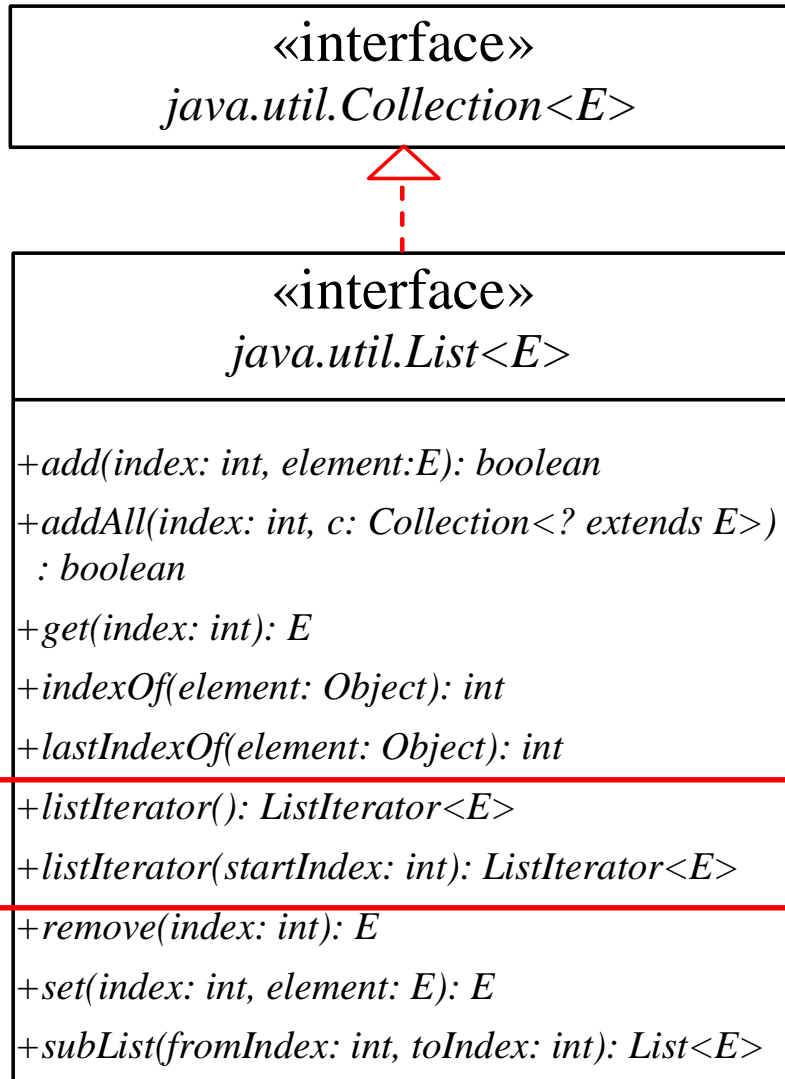 «interface»
java.util.Collection<E>
«interface»
java.util.List<E>
+add(index: int, element:E): boolean
+addAll(index: int, c: Collection<? extends E>)
: boolean
+get(index: int): E
+indexOf(element: Object): int
+lastIndexOf(element: Object): int
+listIterator(): ListIterator<E>
+listIterator(startIndex: int): ListIterator<E>
+remove(index: int): E
+set(index: int, element: E): E
+subList(fromIndex: int, toIndex: int): List<E>